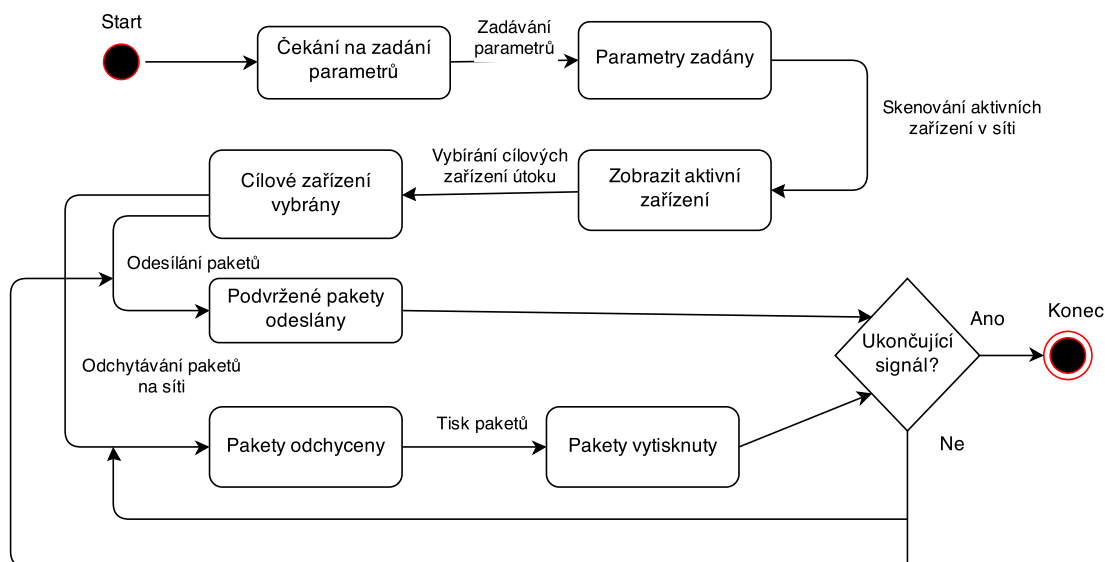 Start
Čekání na zadání
parametrů
Zadávání
parametrů
Parametry zadány
Skenování aktivních
zařízení v síti
Zobrazit aktivní
zařízení
Vybírání cílových
zařízení útoku
Cílové zařízení
vybrány
Odesílání paketů
Podvržené pakety
odeslány
Odchytávání paketů
na síti
Pakety odchyceny
Tisk paketů
Pakety vytisknuty
Ukončující
signál?
Ano
Konec
Ne